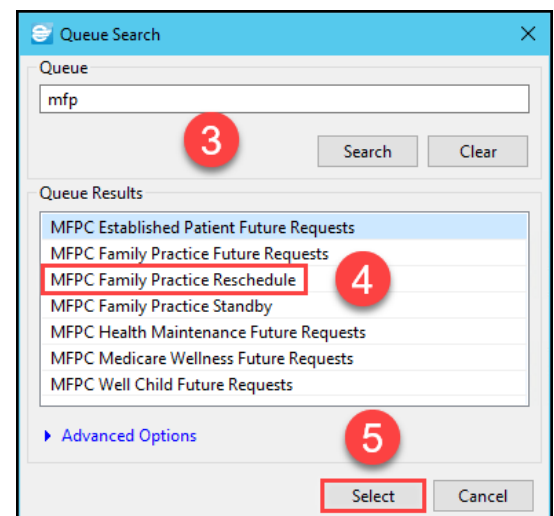 Queue Search
Queue
mfp
3
Search Clear
Queue Results
MFPC Established Patient Future Requests
MFPC Family Practice Future Requests
MFPC Family Practice Reschedule
4
MFPC Family Practice Standby
MFPC Health Maintenance Future Requests
MFPC Medicare Wellness Future Requests
MFPC Well Child Future Requests
Advanced Options
5
Select Cancel